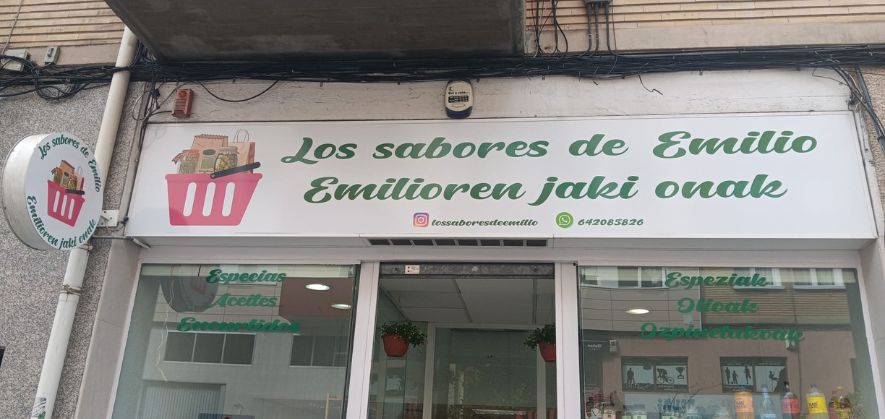 Los sabores de Emilio
Emilioren jaki onak
lossaboresdeemilio 642085826
Los sabores de Emilio
Emilioren jaki onak
Especias
Aceites
Encurtidos
Espeziak
Olioak
Ozpinetakoak